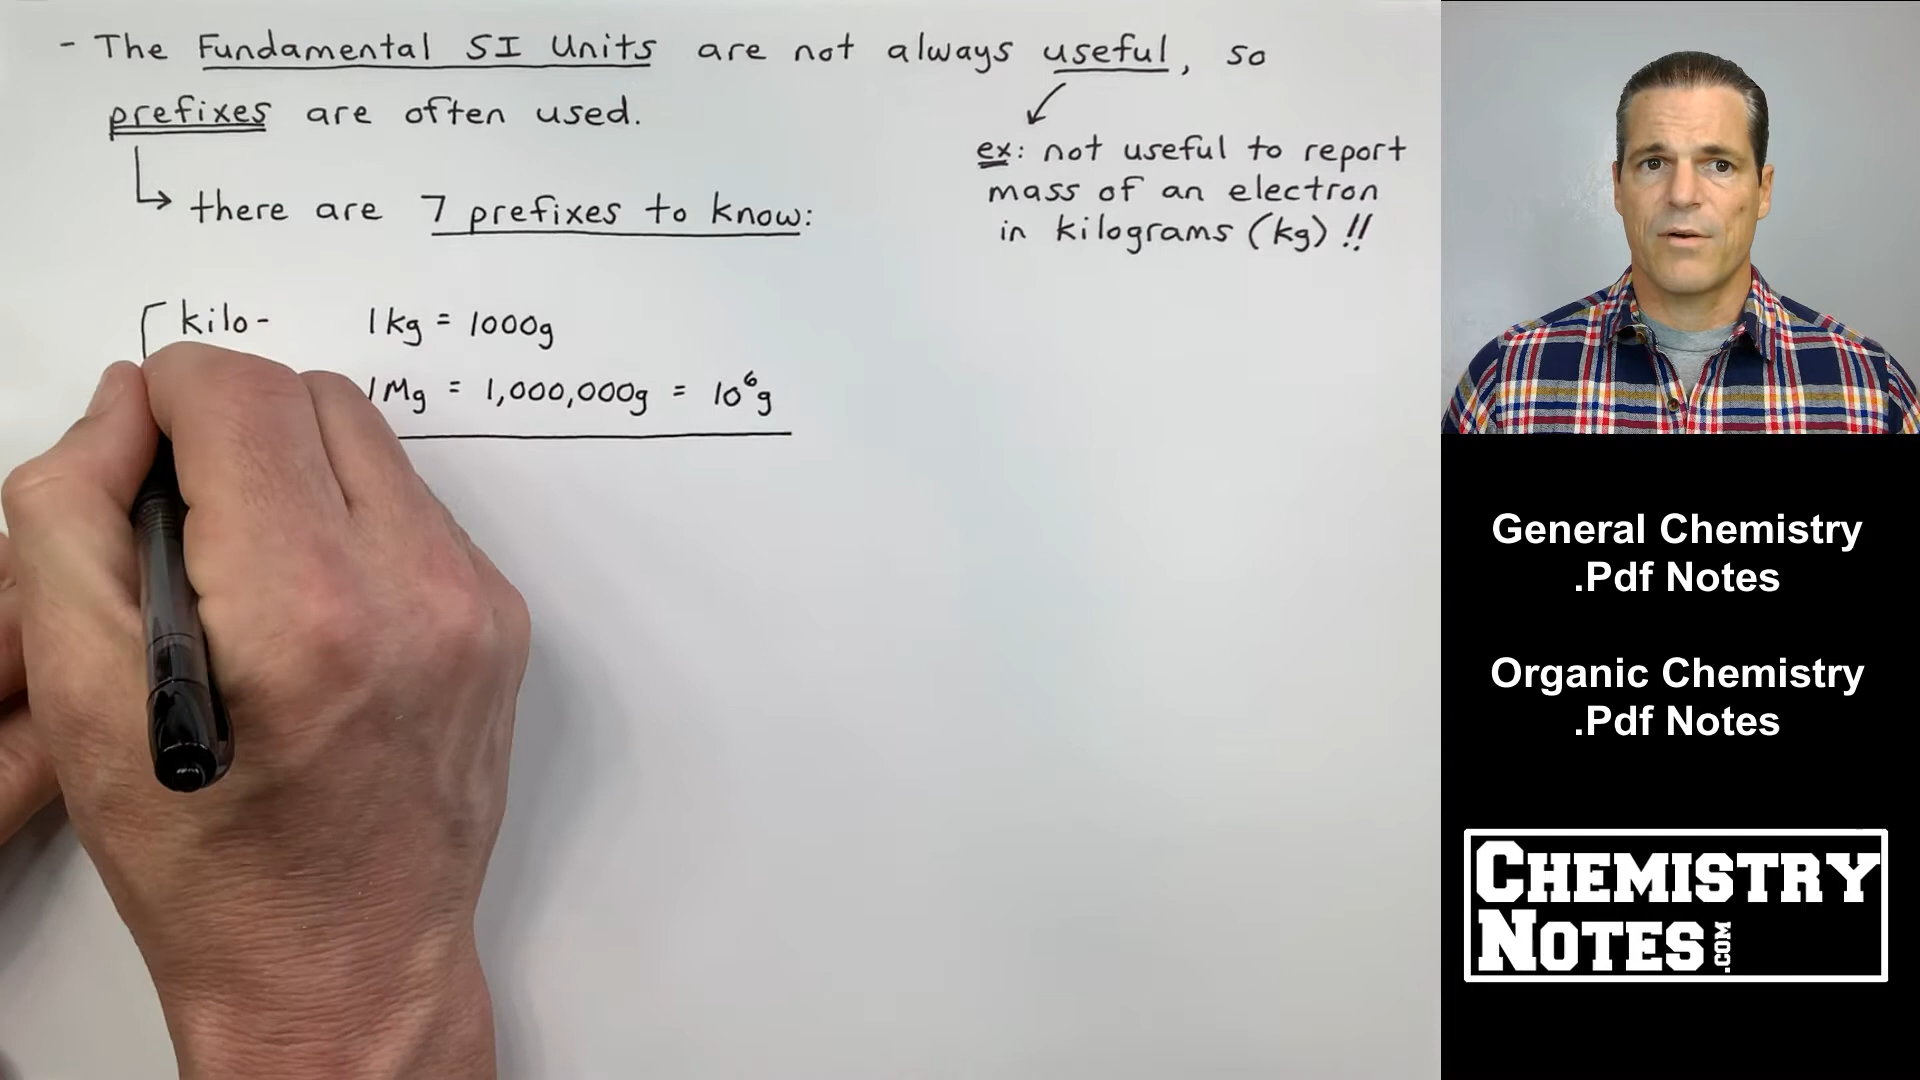 - The Fundamental SI Units are not always useful, so
prefixes are often used.
ex: not useful to report
mass of an electron
in kilograms (kg) !!
there are 7 prefixes to know:
kilo- 1kg = 1000g
1Mg = 1,000,000g = 10⁶g
General Chemistry
.Pdf Notes
Organic Chemistry
.Pdf Notes
CHEMISTRY
NOTES.COM